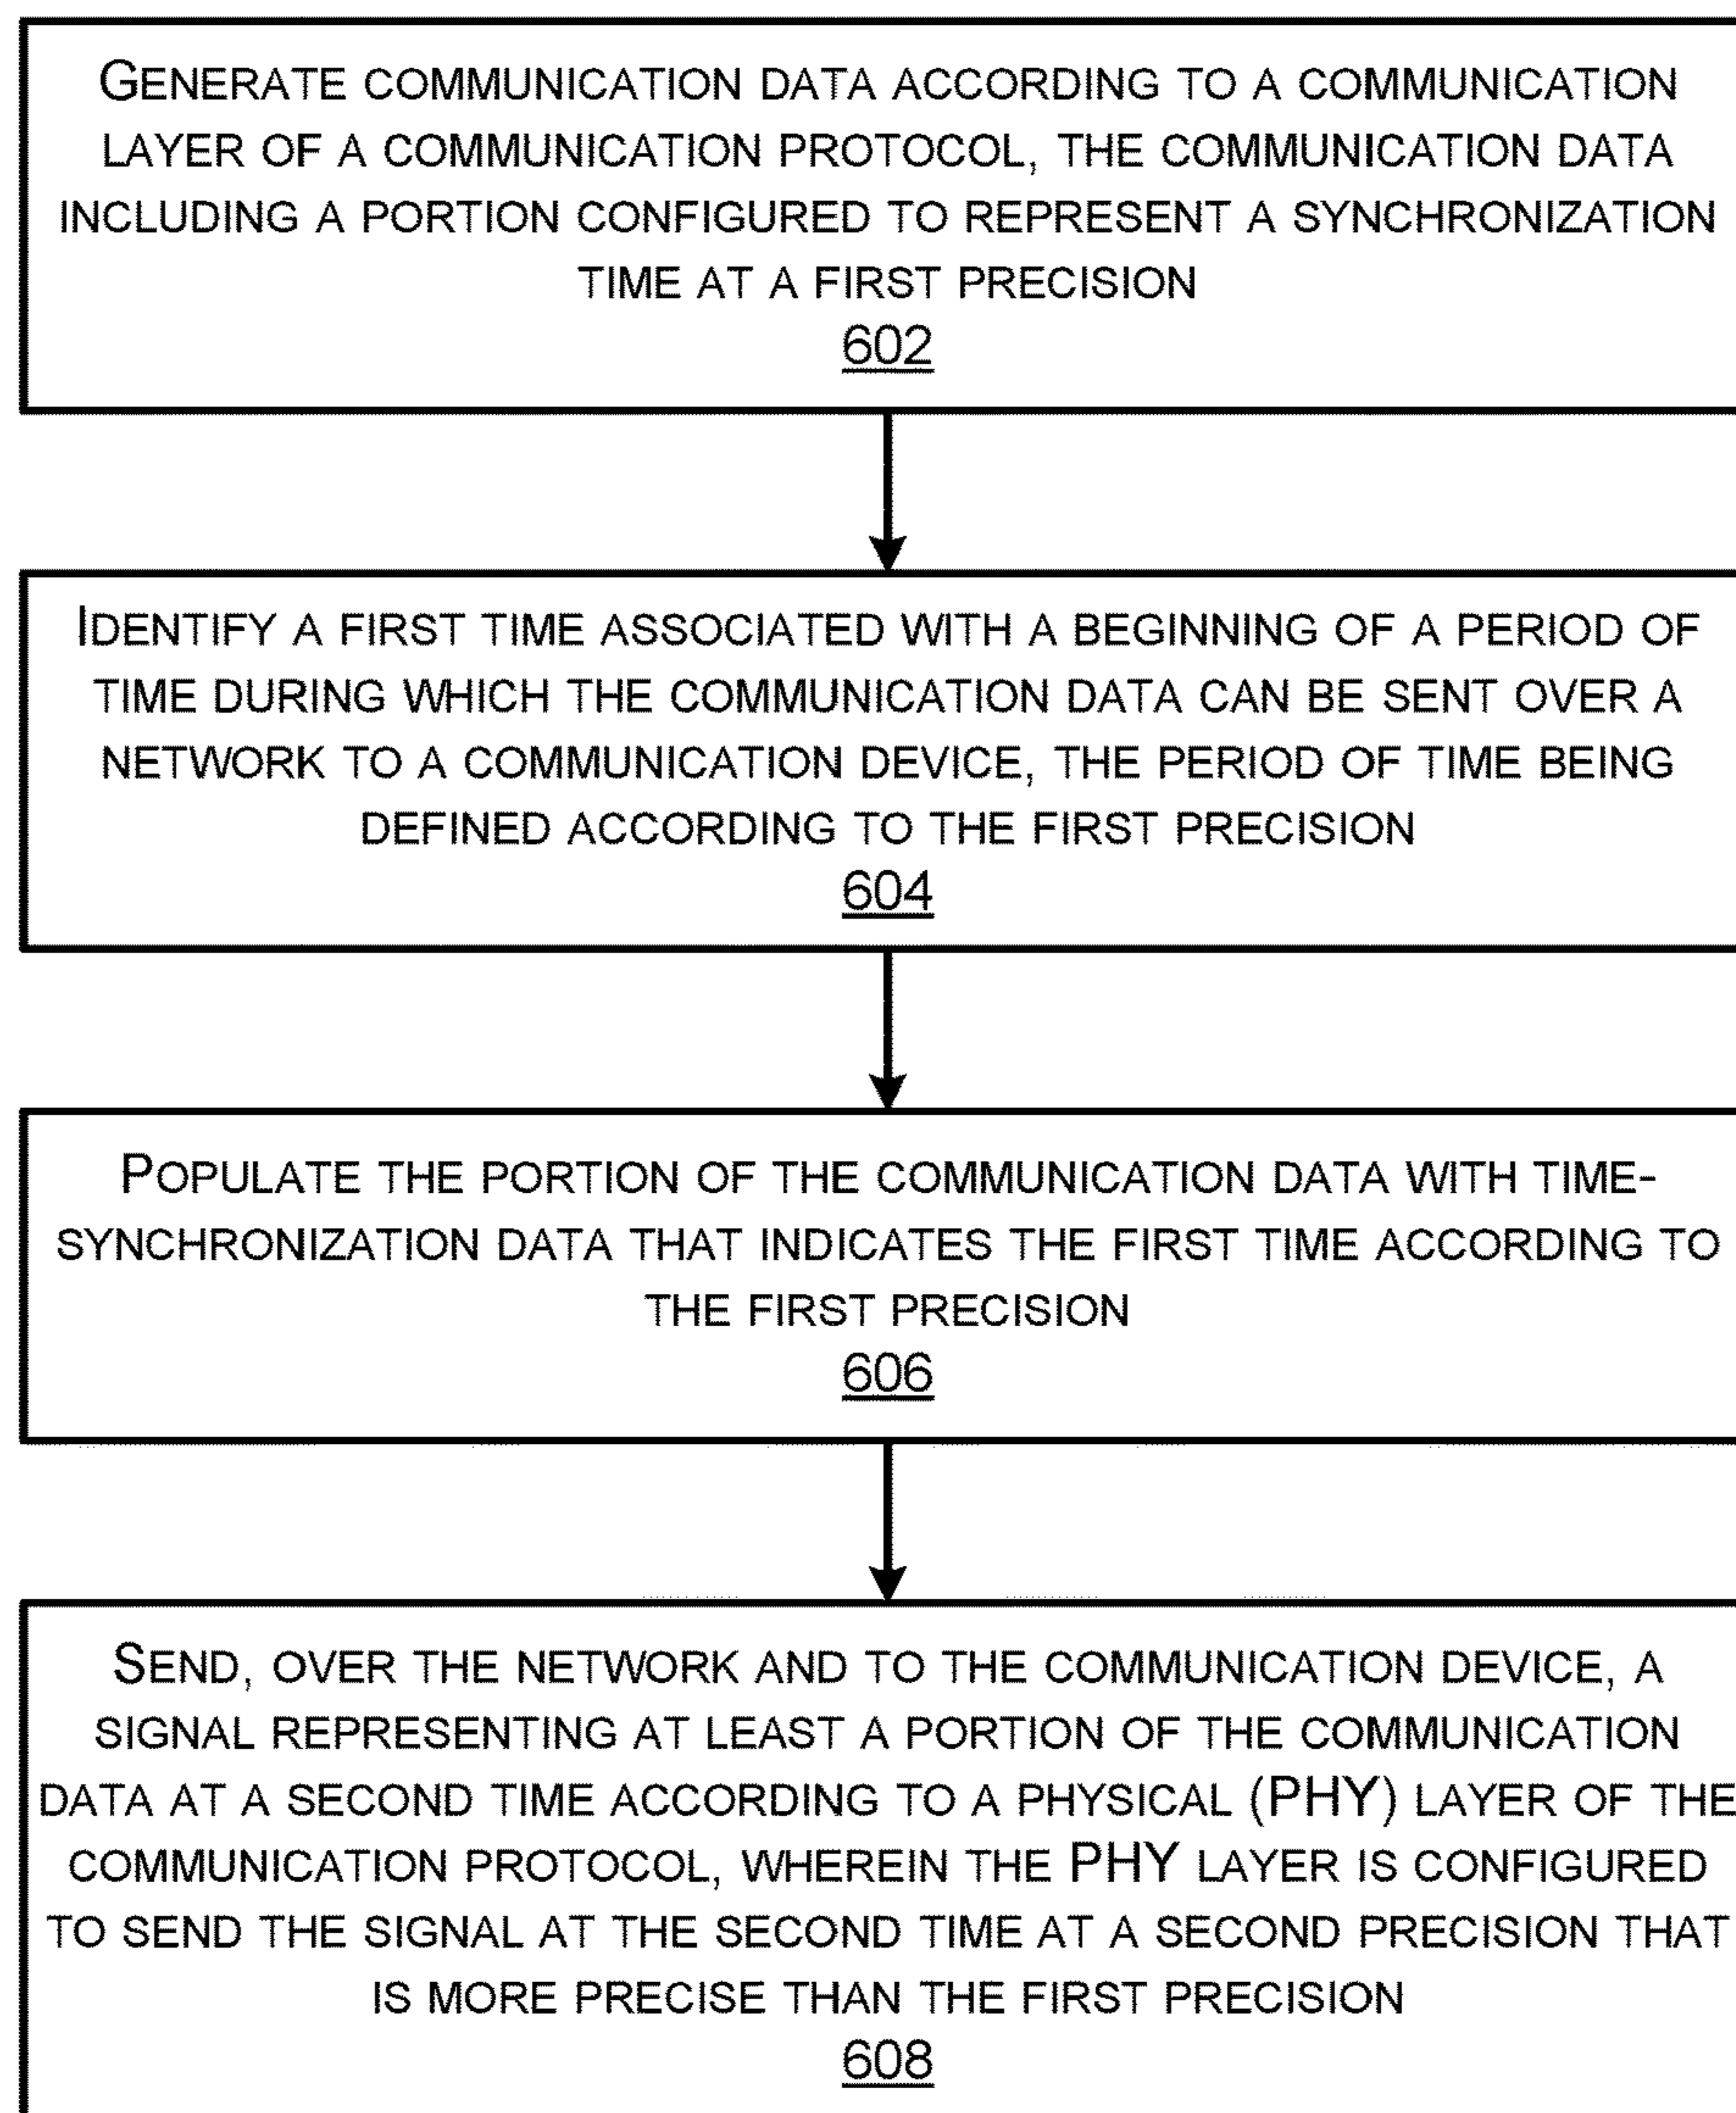 GENERATE COMMUNICATION DATA ACCORDING TO A COMMUNICATION
LAYER OF A COMMUNICATION PROTOCOL, THE COMMUNICATION DATA
INCLUDING A PORTION CONFIGURED TO REPRESENT A SYNCHRONIZATION
TIME AT A FIRST PRECISION
602
IDENTIFY A FIRST TIME ASSOCIATED WITH A BEGINNING OF A PERIOD OF
TIME DURING WHICH THE COMMUNICATION DATA CAN BE SENT OVER A
NETWORK TO A COMMUNICATION DEVICE, THE PERIOD OF TIME BEING
DEFINED ACCORDING TO THE FIRST PRECISION
604
POPULATE THE PORTION OF THE COMMUNICATION DATA WITH TIME-
SYNCHRONIZATION DATA THAT INDICATES THE FIRST TIME ACCORDING TO
THE FIRST PRECISION
606
SEND, OVER THE NETWORK AND TO THE COMMUNICATION DEVICE, A
SIGNAL REPRESENTING AT LEAST A PORTION OF THE COMMUNICATION
DATA AT A SECOND TIME ACCORDING TO A PHYSICAL (PHY) LAYER OF THE
COMMUNICATION PROTOCOL, WHEREIN THE PHY LAYER IS CONFIGURED
TO SEND THE SIGNAL AT THE SECOND TIME AT A SECOND PRECISION THAT
IS MORE PRECISE THAN THE FIRST PRECISION
608